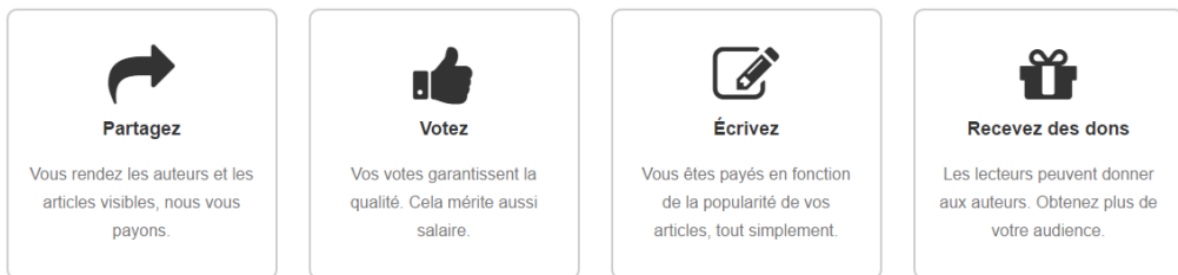 Partagez
Vous rendez les auteurs et les
articles visibles, nous vous
payons.
Votez
Vos votes garantissent la
qualité. Cela mérite aussi
salaire.
Écrivez
Vous êtes payés en fonction
de la popularité de vos
articles, tout simplement.
Recevez des dons
Les lecteurs peuvent donner
aux auteurs. Obtenez plus de
votre audience.